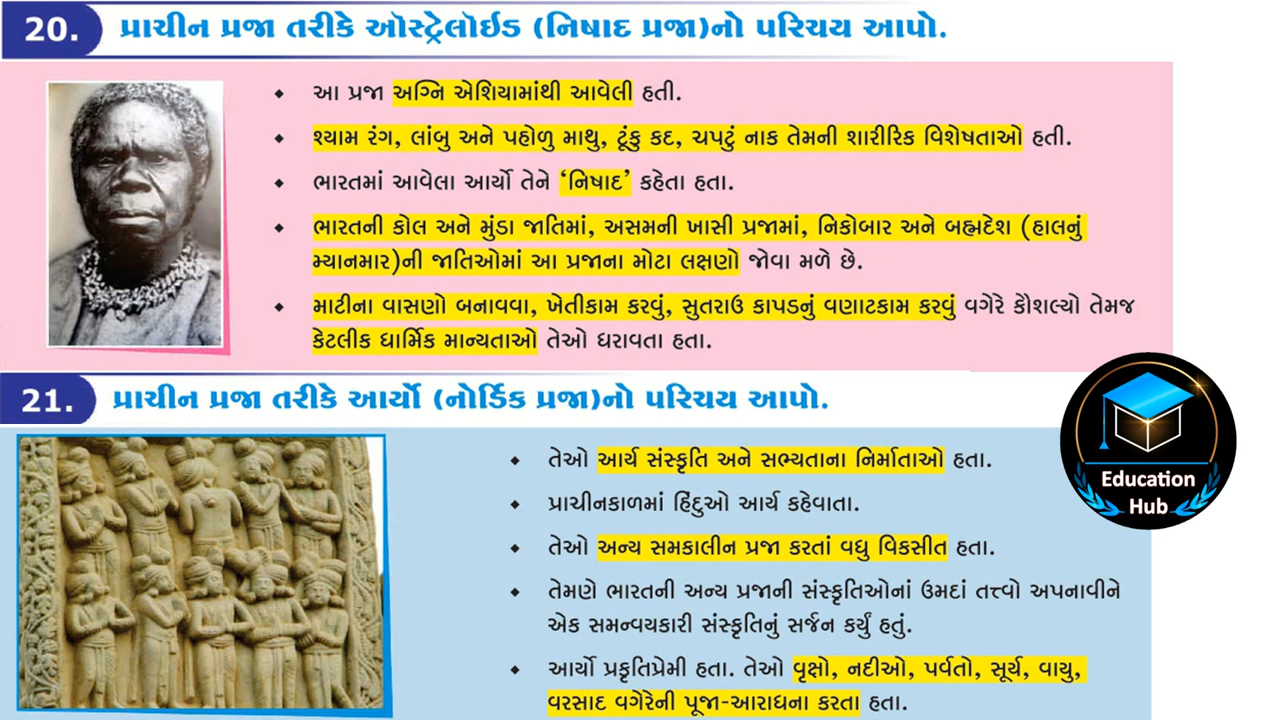 20. પ્રાચીન પ્રજા તરીકે ઑસ્ટ્રેલૉઇડ (નિષાદ પ્રજા)નો પરિચય આપો.
◆ આ પ્રજા અગ્નિ એશિયામાંથી આવેલી હતી.
◆ શ્યામ રંગ, લાંબુ અને પહોળુ માથુ, ટૂંકુ કદ, ચપટું નાક તેમની શારીરિક વિશેષતાઓ હતી.
◆ ભારતમાં આવેલા આર્યો તેને ‘નિષાદ’ કહેતા હતા.
◆ ભારતની કોલ અને મુંડા જાતિમાં, અસમની ખાસી પ્રજામાં, નિકોબાર અને બહ્મદેશ (હાલનું
મ્યાનમાર)ની જાતિઓમાં આ પ્રજાના મોટા લક્ષણો જોવા મળે છે.
◆ માટીના વાસણો બનાવવા, ખેતીકામ કરવું, સુતરાઉ કાપડનું વણાટકામ કરવું વગેરે કૌશલ્યો તેમજ
કેટલીક ધાર્મિક માન્યતાઓ તેઓ ધરાવતા હતા.
21. પ્રાચીન પ્રજા તરીકે આર્યો (નોર્ડિક પ્રજા)નો પરિચય આપો.
◆ તેઓ આર્ય સંસ્કૃતિ અને સભ્યતાના નિર્માતાઓ હતા.
◆ પ્રાચીનકાળમાં હિંદુઓ આર્ય કહેવાતા.
◆ તેઓ અન્ય સમકાલીન પ્રજા કરતાં વધુ વિકસીત હતા.
◆ તેમણે ભારતની અન્ય પ્રજાની સંસ્કૃતિઓનાં ઉમદાં તત્ત્વો અપનાવીને
એક સમન્વયકારી સંસ્કૃતિનું સર્જન કર્યું હતું.
◆ આર્યો પ્રકૃતિપ્રેમી હતા. તેઓ વૃક્ષો, નદીઓ, પર્વતો, સૂર્ય, વાયુ,
વરસાદ વગેરેની પૂજા-આરાધના કરતા હતા.
Education
Hub